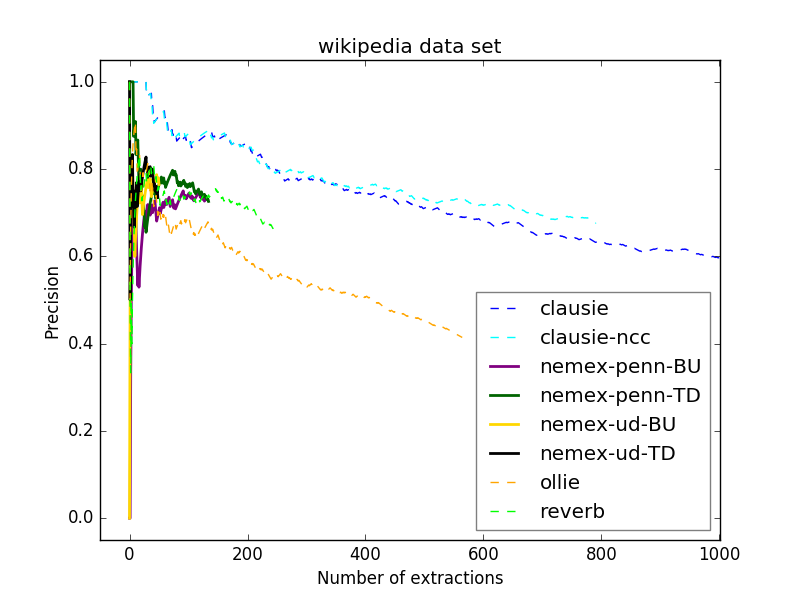 wikipedia data set
1.0
0.8
0.6
0.4
0.2
0.0
Precision
0 200 400 600 800 1000
Number of extractions
clausie
clausie-ncc
nemex-penn-BU
nemex-penn-TD
nemex-ud-BU
nemex-ud-TD
ollie
reverb